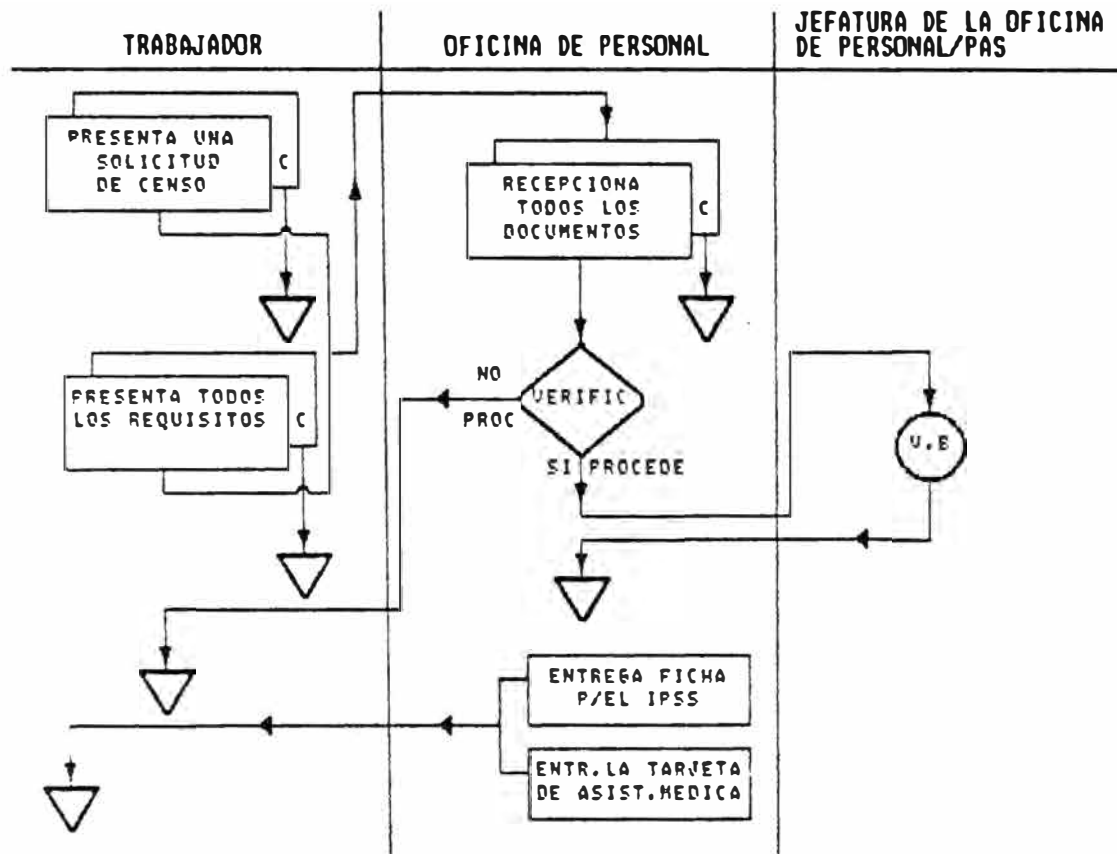 TRABAJADOR
OFICINA DE PERSONAL
JEFATURA DE LA OFICINA
DE PERSONAL/PAS
PRESENTA UNA
SOLICITUD
DE CENSO
C
RECEPCIONA
TODOS LOS
DOCUMENTOS
C
PRESENTA TODOS
LOS REQUISITOS
C
NO
PROC
VERIFIC
SI PROCEDE
V.B
ENTREGA FICHA
P/EL IPSS
ENTR.LA TARJETA
DE ASIST.MEDICA